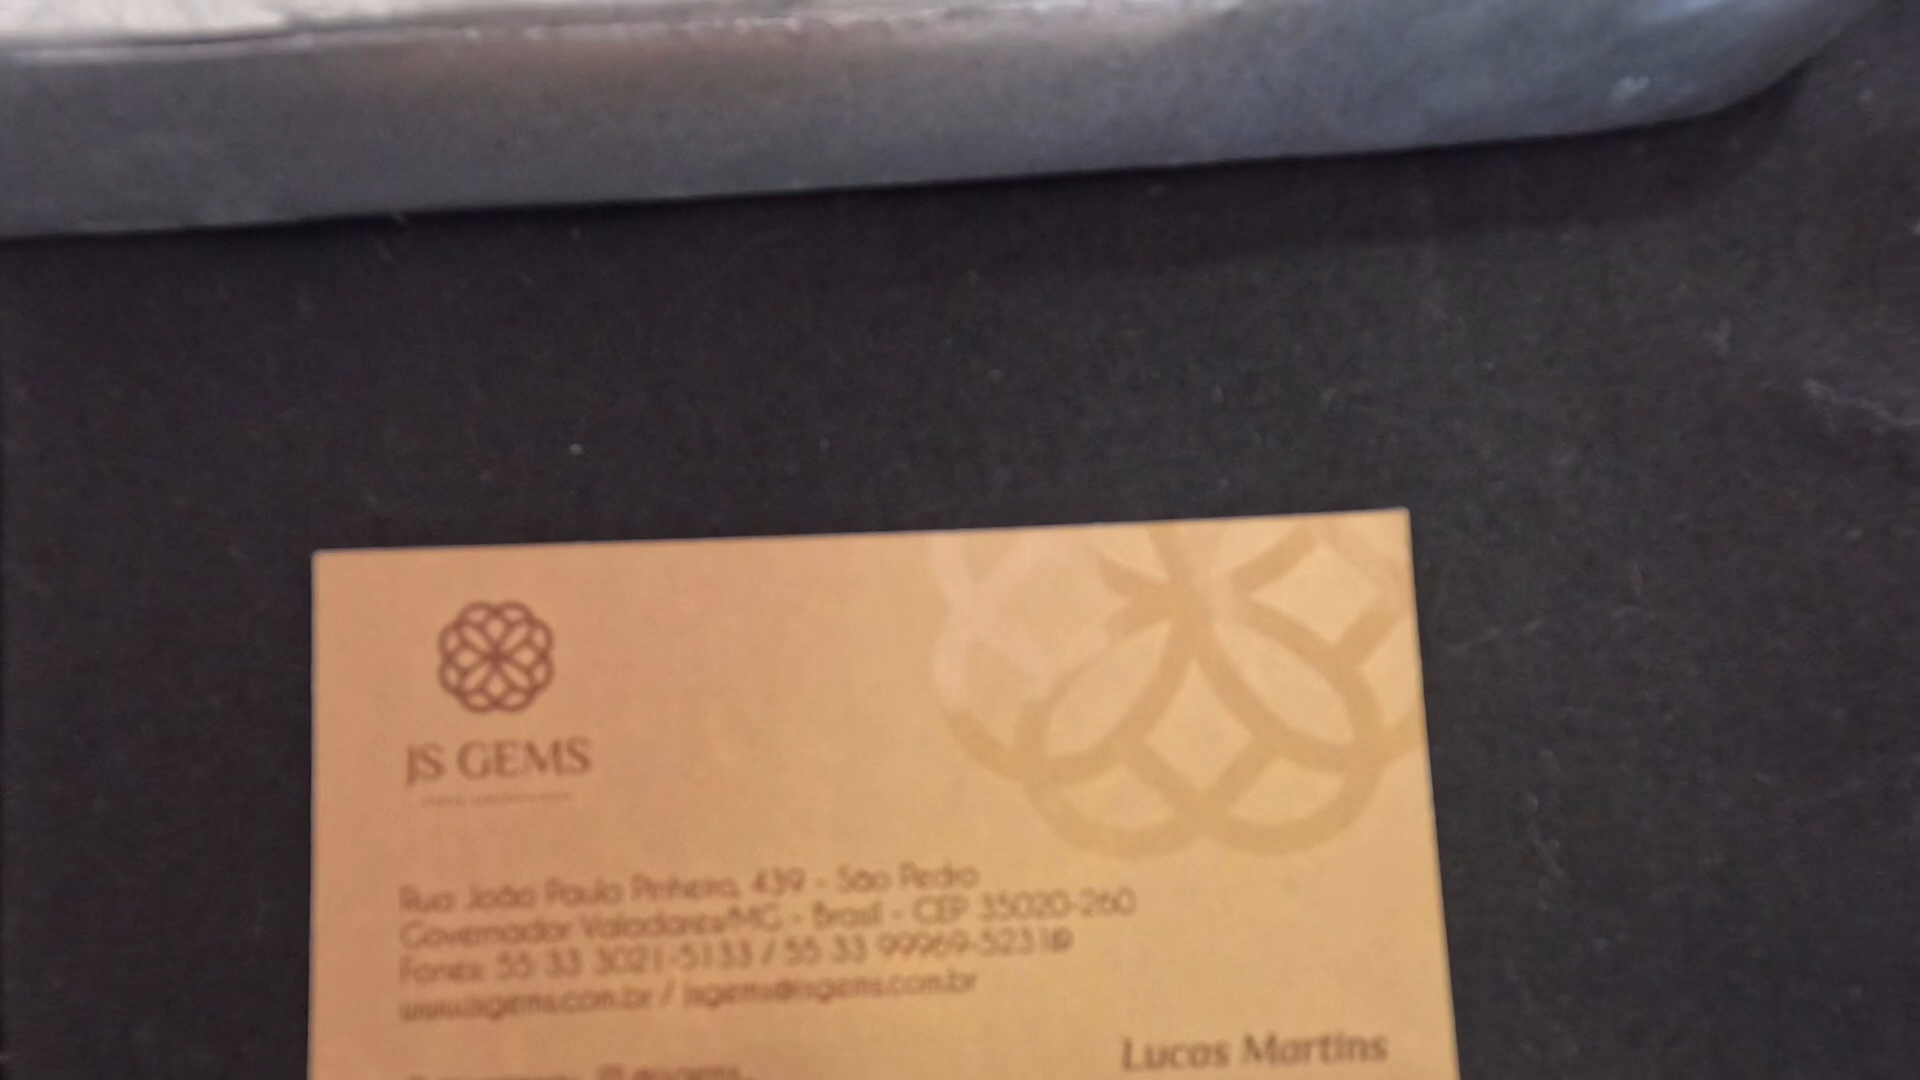 JS GEMS
Rua João Paulo Pinheiro, 439 - São Pedro
Governador Valadares/MG - Brasil - CEP 35020-260
Fones: 55 33 3021-5133 / 55 33 99969-5231
www.jsgems.com.br / jsgems@jsgems.com.br
Lucas Martins